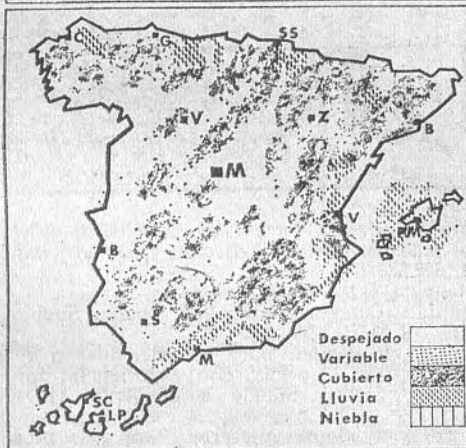 C G SS
V Z B
M
V
PM
B
S
M
SC
LP
Despejado
Variable
Cubierto
Lluvia
Niebla